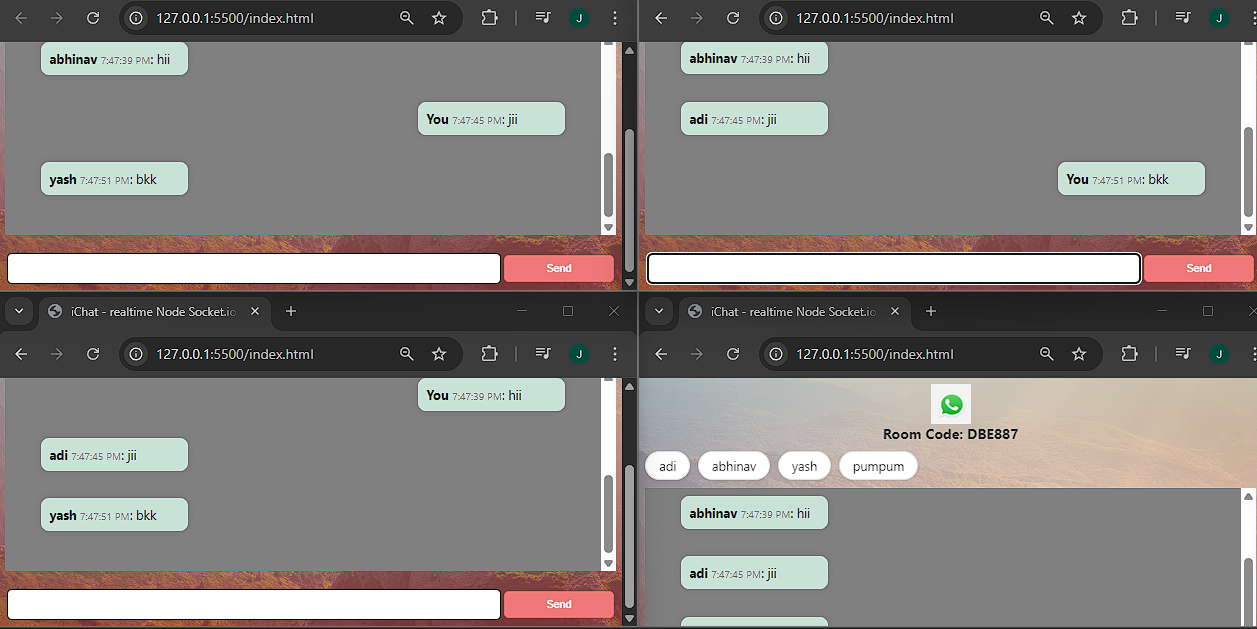 127.0.0.1:5500/index.html
J
abhinav 7:47:39 PM: hii
You 7:47:45 PM: jii
yash 7:47:51 PM: bkk
Send
127.0.0.1:5500/index.html
J
abhinav 7:47:39 PM: hii
adi 7:47:45 PM: jii
You 7:47:51 PM: bkk
Send
iChat - realtime Node Socket.io
127.0.0.1:5500/index.html
J
You 7:47:39 PM: hii
adi 7:47:45 PM: jii
yash 7:47:51 PM: bkk
Send
iChat - realtime Node Socket.io
127.0.0.1:5500/index.html
J
Room Code: DBE887
adi abhinav yash pumpum
abhinav 7:47:39 PM: hii
adi 7:47:45 PM: jii